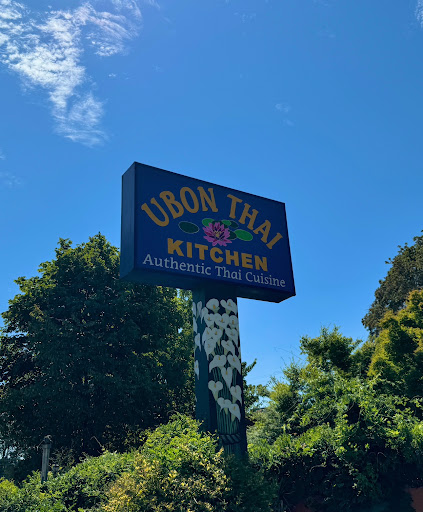 UBON THAI
KITCHEN
Authentic Thai Cuisine